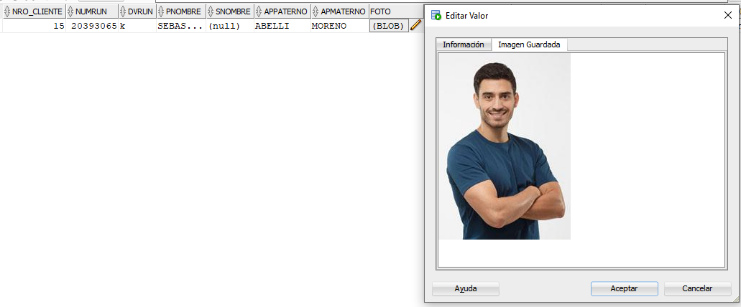 NRO_CLIENTE NUMRUN DVRUN PNOMBRE SNOMBRE APPATERNO APMATERNO FOTO
15 20393065 k SEBAS... (null) ABELLI MORENO (BLOB)
Editar Valor
Información Imagen Guardada
Ayuda Aceptar Cancelar